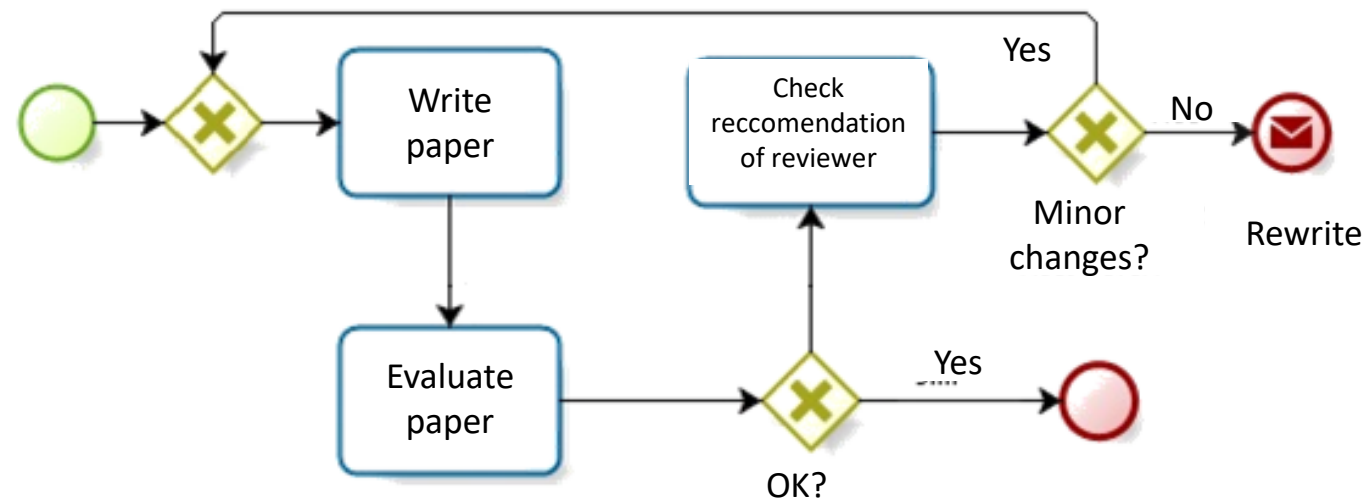 Yes
Write
paper
Check
reccomendation
of reviewer
No
Minor
changes?
Rewrite
Evaluate
paper
Yes
OK?